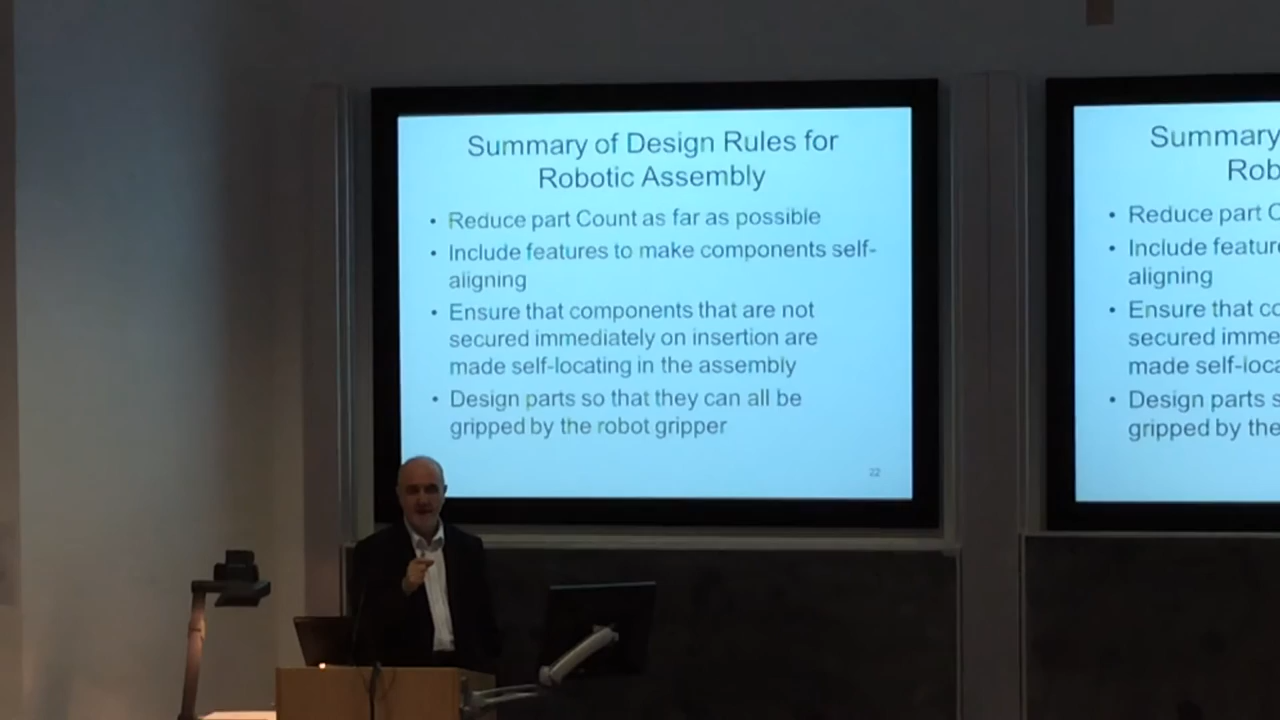 Summary of Design Rules for
Robotic Assembly
• Reduce part Count as far as possible
• Include features to make components self-
aligning
• Ensure that components that are not
secured immediately on insertion are
made self-locating in the assembly
• Design parts so that they can all be
gripped by the robot gripper
22
Summary
Rob
• Reduce part C
• Include featur
aligning
• Ensure that co
secured imme
made self-loca
• Design parts s
gripped by the